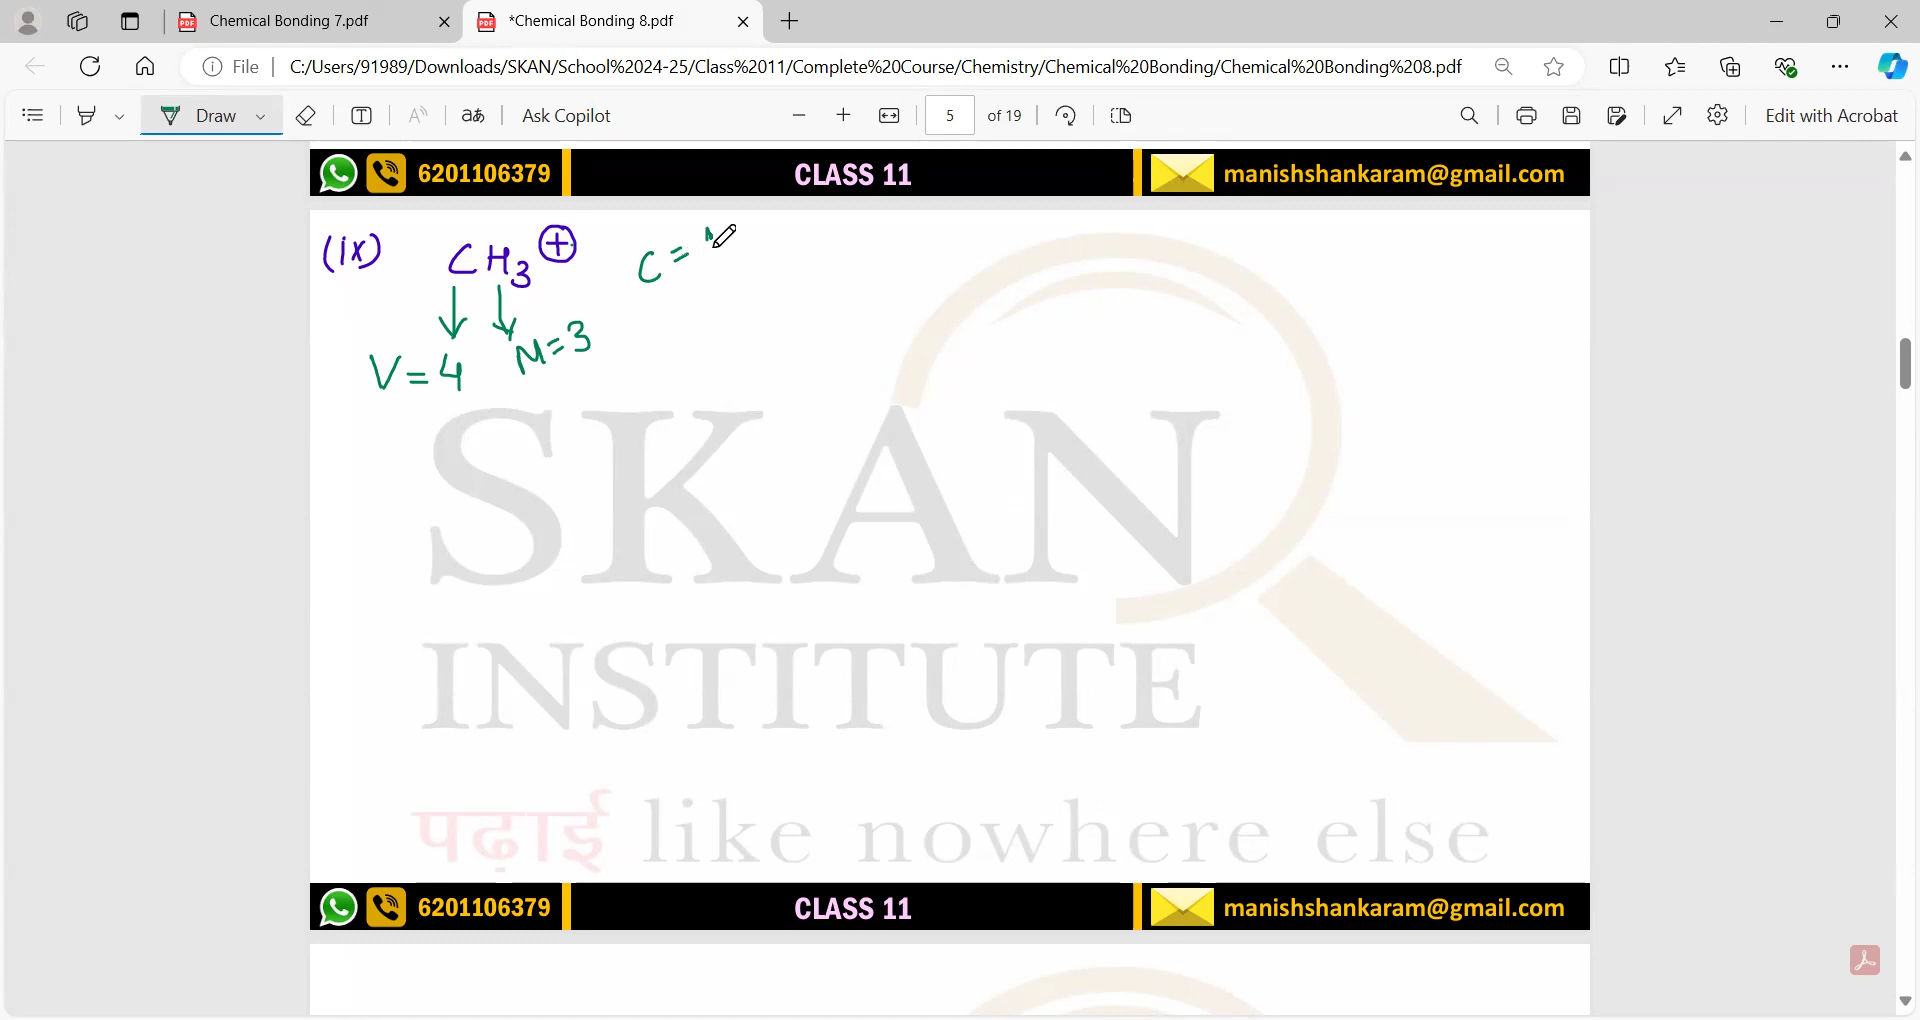 Chemical Bonding 7.pdf
*Chemical Bonding 8.pdf
File
C:/Users/91989/Downloads/SKAN/School%2024-25/Class%2011/Complete%20Course/Chemistry/Chemical%20Bonding/Chemical%20Bonding%208.pdf
Draw
T
A
aあ
Ask Copilot
5 of 19
Edit with Acrobat
6201106379 CLASS 11 manishshankaram@gmail.com
(ix) CH₃⊕ C =
V = 4 M = 3
SKAN
INSTITUTE
पढ़ाई like nowhere else
6201106379 CLASS 11 manishshankaram@gmail.com